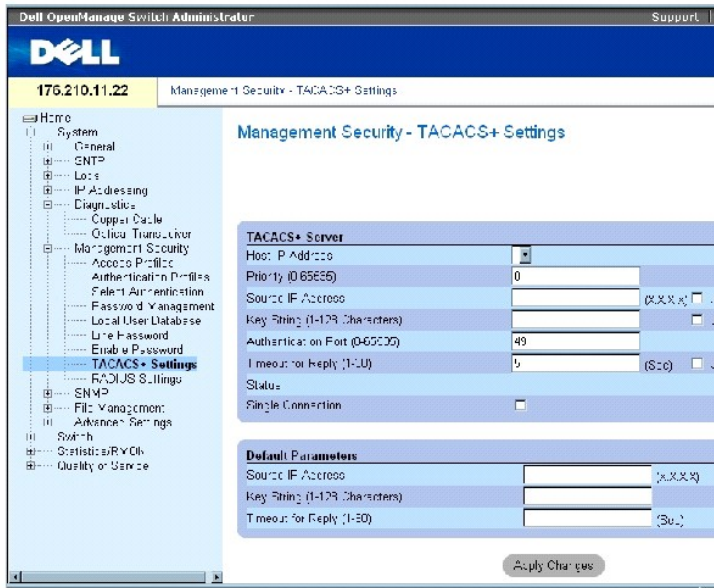 Dell OpenManage Switch Administrator
Support
DELL
176.210.11.22
Management Security - TACACS+ Settings
Home
System
General
SNTP
Logs
IP Addressing
Diagnostics
Copper Cable
Optical Transceiver
Management Security
Access Profiles
Authentication Profiles
Select Authentication
Password Management
Local User Database
Line Password
Enable Password
TACACS+ Settings
RADIUS Settings
SNMP
File Management
Advanced Settings
Switch
Statistics/RMON
Quality of Service
Management Security - TACACS+ Settings
TACACS+ Server
Host IP Address
Priority (0-65535)
0
Source IP Address
(X.X.X.X)
Key String (1-128 Characters)
Authentication Port (0-65535)
49
Timeout for Reply (1-30)
5
(Sec)
Status
Single Connection
Default Parameters
Source IP Address
(X.X.X.X)
Key String (1-128 Characters)
Timeout for Reply (1-30)
(Sec)
Apply Changes